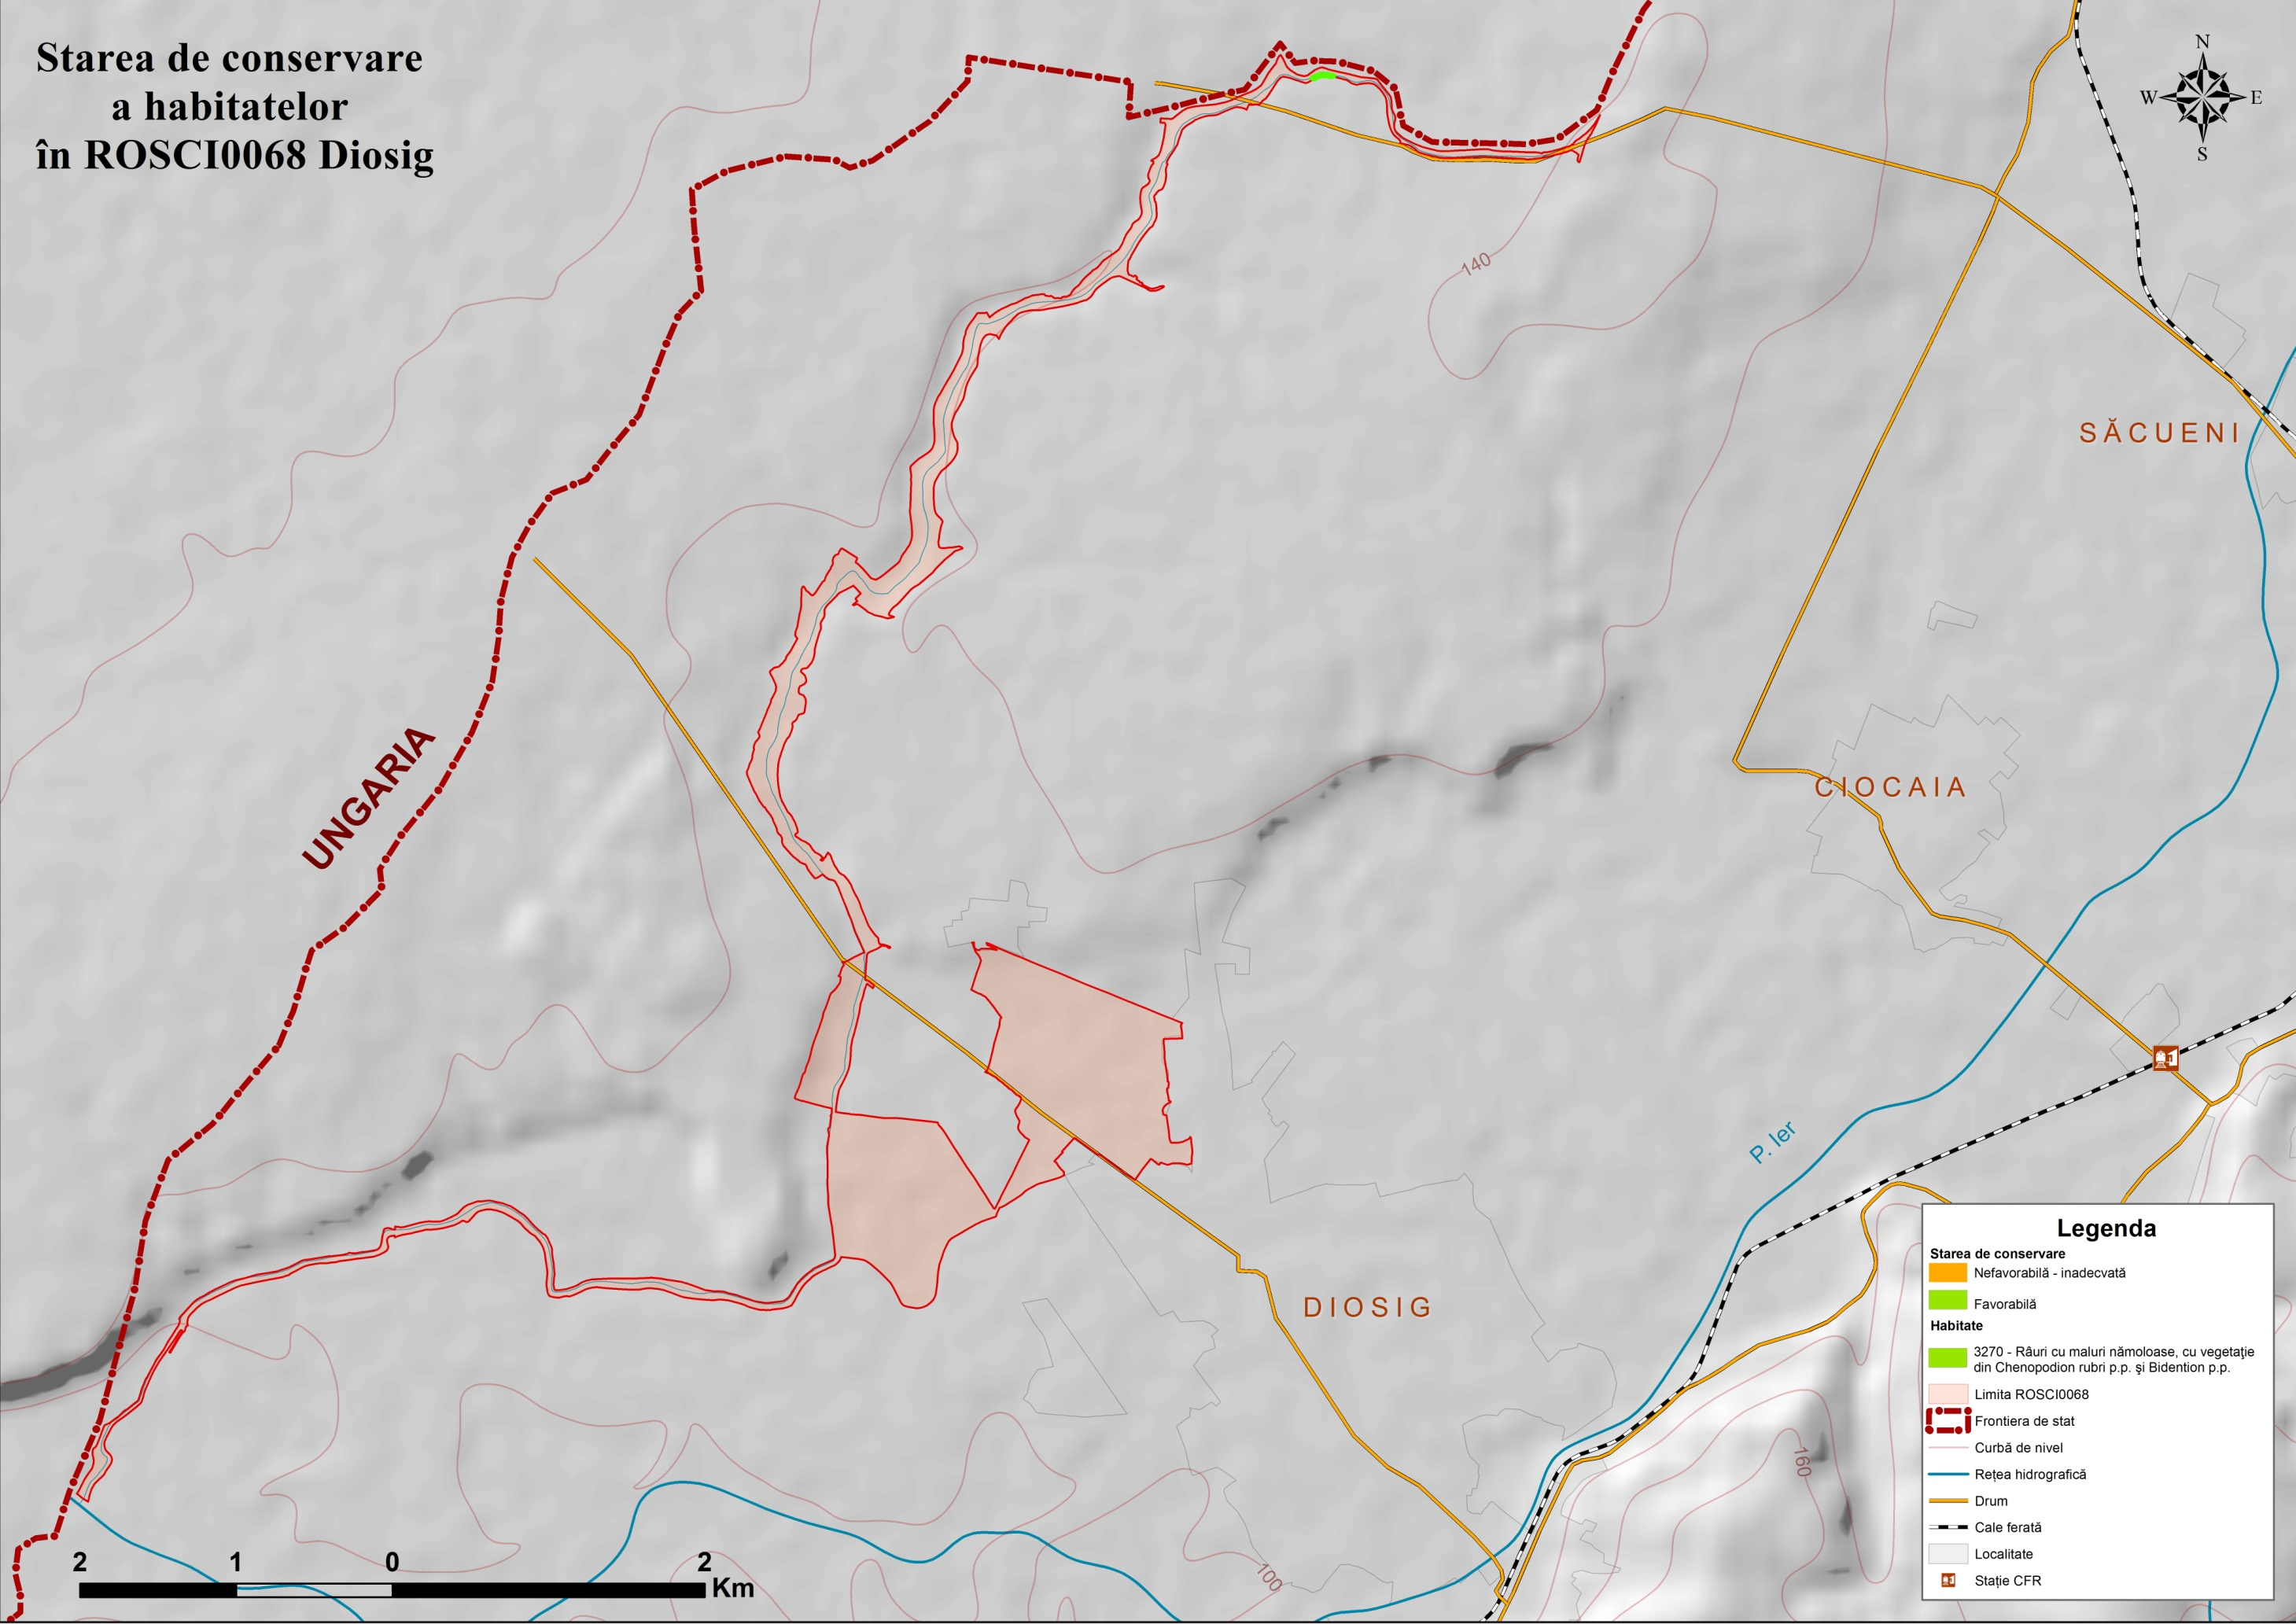 Starea de conservare
a habitatelor
în ROSCI0068 Diosig
N
W
E
S
140
SĂCUENI
UNGARIA
CIOCAIA
P. Ier
DIOSIG
160
100
2 1 0 2
Km
Legenda
Starea de conservare
Nefavorabilă - inadecvată
Favorabilă
Habitate
3270 - Râuri cu maluri nămoloase, cu vegetaţie
din Chenopodion rubri p.p. şi Bidention p.p.
Limita ROSCI0068
Frontiera de stat
Curbă de nivel
Rețea hidrografică
Drum
Cale ferată
Localitate
Stație CFR